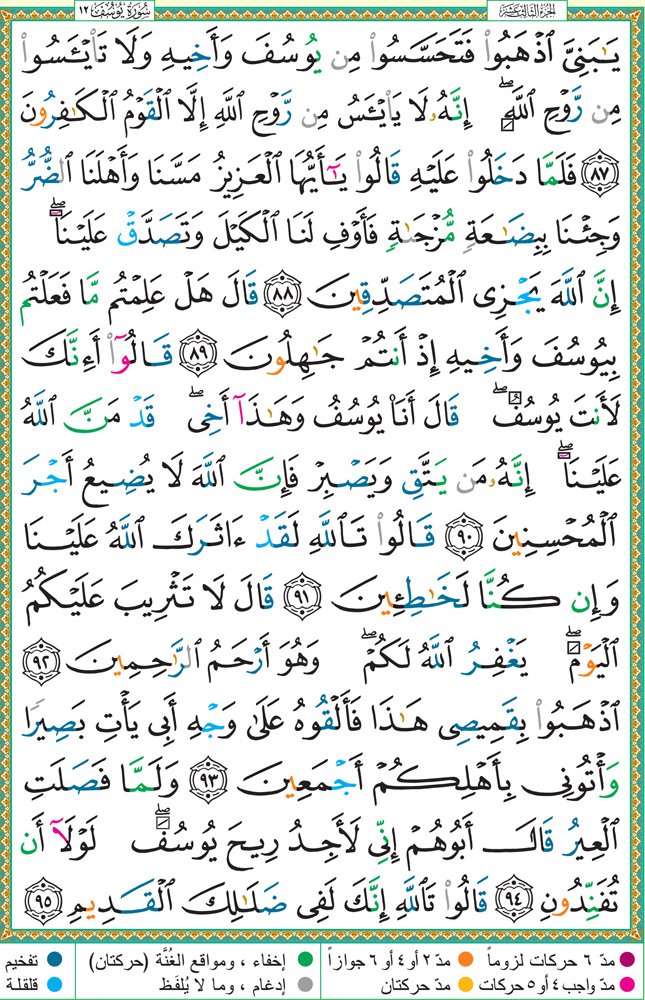 سُورَةُ يُوسُفَ ١٢
الجزء الثالث عشر
يَٰبَنِيَّ ٱذْهَبُوا۟ فَتَحَسَّسُوا۟ مِن يُوسُفَ وَأَخِيهِ وَلَا تَا۟يْـَٔسُوا۟
مِن رَّوْحِ ٱللَّهِ ۖ إِنَّهُۥ لَا يَا۟يْـَٔسُ مِن رَّوْحِ ٱللَّهِ إِلَّا ٱلْقَوْمُ ٱلْكَٰفِرُونَ
٨٧ فَلَمَّا دَخَلُوا۟ عَلَيْهِ قَالُوا۟ يَٰٓأَيُّهَا ٱلْعَزِيزُ مَسَّنَا وَأَهْلَنَا ٱلضُّرُّ
وَجِئْنَا بِبِضَٰعَةٍ مُّزْجَىٰةٍ فَأَوْفِ لَنَا ٱلْكَيْلَ وَتَصَدَّقْ عَلَيْنَآ ۖ
إِنَّ ٱللَّهَ يَجْزِى ٱلْمُتَصَدِّقِينَ ٨٨ قَالَ هَلْ عَلِمْتُم مَّا فَعَلْتُم
بِيُوسُفَ وَأَخِيهِ إِذْ أَنتُمْ جَٰهِلُونَ ٨٩ قَالُوٓا۟ أَءِنَّكَ
لَأَنتَ يُوسُفُ ۖ قَالَ أَنَا۠ يُوسُفُ وَهَٰذَآ أَخِى ۖ قَدْ مَنَّ ٱللَّهُ
عَلَيْنَآ ۖ إِنَّهُۥ مَن يَتَّقِ وَيَصْبِرْ فَإِنَّ ٱللَّهَ لَا يُضِيعُ أَجْرَ
ٱلْمُحْسِنِينَ ٩٠ قَالُوا۟ تَٱللَّهِ لَقَدْ ءَاثَرَكَ ٱللَّهُ عَلَيْنَا
وَإِن كُنَّا لَخَٰطِـِٔينَ ٩١ قَالَ لَا تَثْرِيبَ عَلَيْكُمُ
ٱلْيَوْمَ ۖ يَغْفِرُ ٱللَّهُ لَكُمْ ۖ وَهُوَ أَرْحَمُ ٱلرَّٰحِمِينَ ٩٢
ٱذْهَبُوا۟ بِقَمِيصِى هَٰذَا فَأَلْقُوهُ عَلَىٰ وَجْهِ أَبِى يَأْتِ بَصِيرًا
وَأْتُونِى بِأَهْلِكُمْ أَجْمَعِينَ ٩٣ وَلَمَّا فَصَلَتِ
ٱلْعِيرُ قَالَ أَبُوهُمْ إِنِّى لَأَجِدُ رِيحَ يُوسُفَ ۖ لَوْلَآ أَن
تُفَنِّدُونِ ٩٤ قَالُوا۟ تَٱللَّهِ إِنَّكَ لَفِى ضَلَٰلِكَ ٱلْقَدِيمِ ٩٥
مدّ ٦ حركات لزوماً مدّ ٢ أو ٤ أو ٦ جوازاً إخفاء ، ومواقع الغُنَّة (حركتان) تفخيم
مدّ واجب ٤ أو ٥ حركات مدّ حركتان إدغام ، وما لا يُلفَظ قلقلة